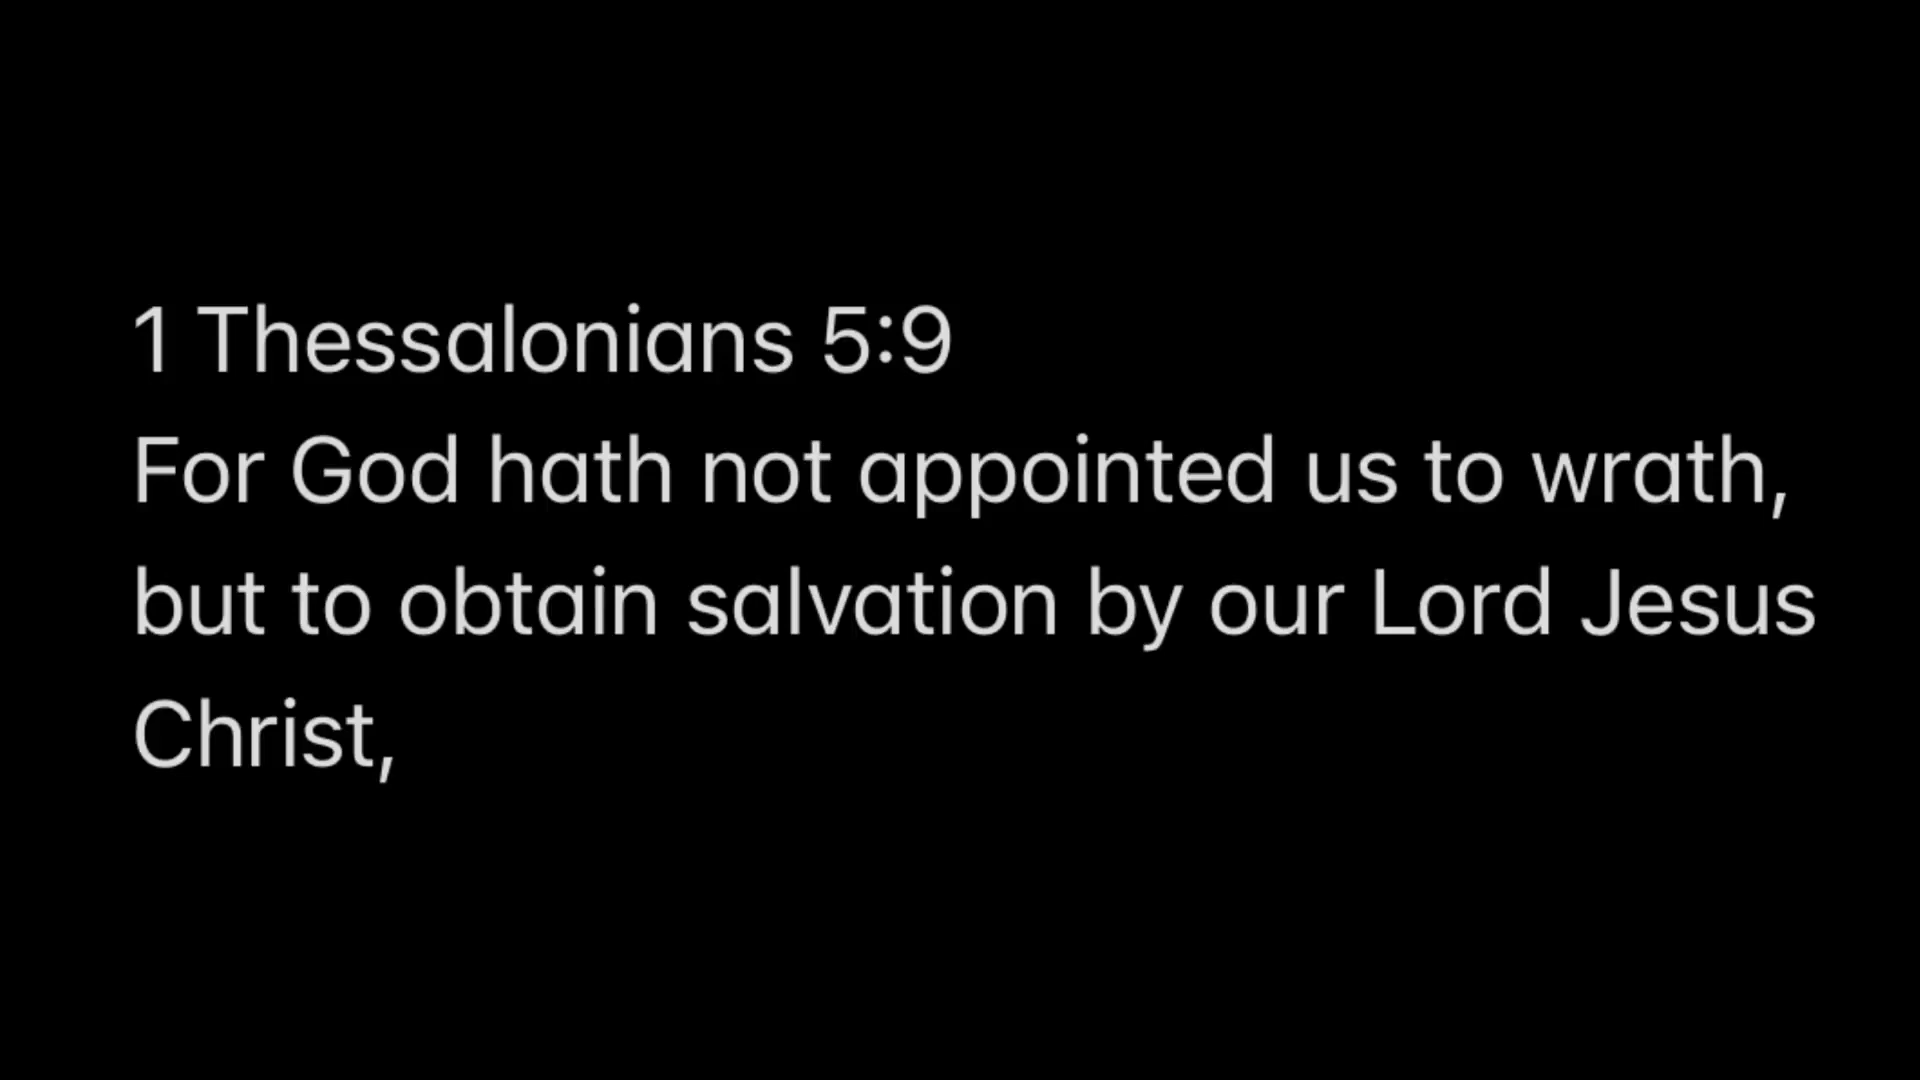 1 Thessalonians 5:9
For God hath not appointed us to wrath,
but to obtain salvation by our Lord Jesus
Christ,